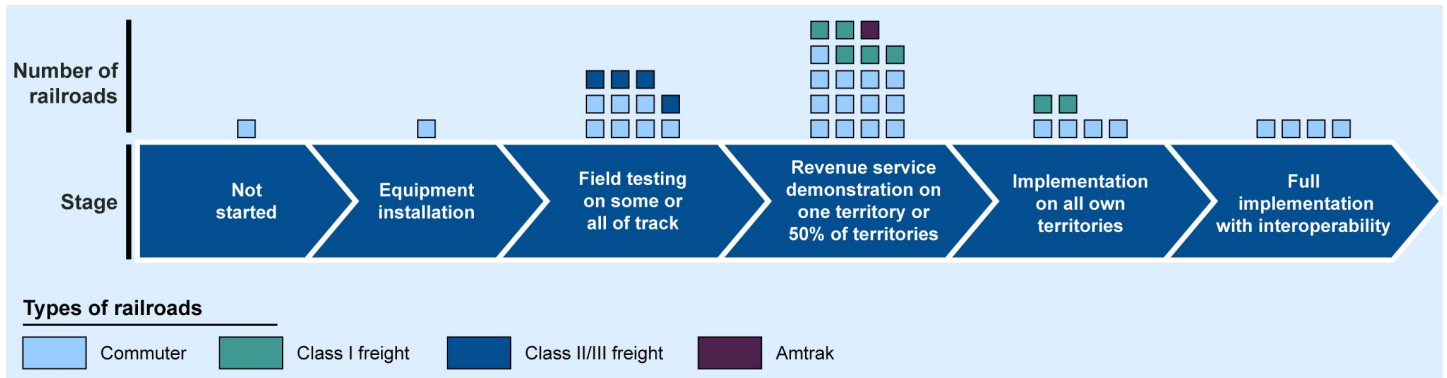 Number of
railroads
Stage
Not
started
Equipment
installation
Field testing
on some or
all of track
Revenue service
demonstration on
one territory or
50% of territories
Implementation
on all own
territories
Full
implementation
with interoperability
Types of railroads
Commuter
Class I freight
Class II/III freight
Amtrak